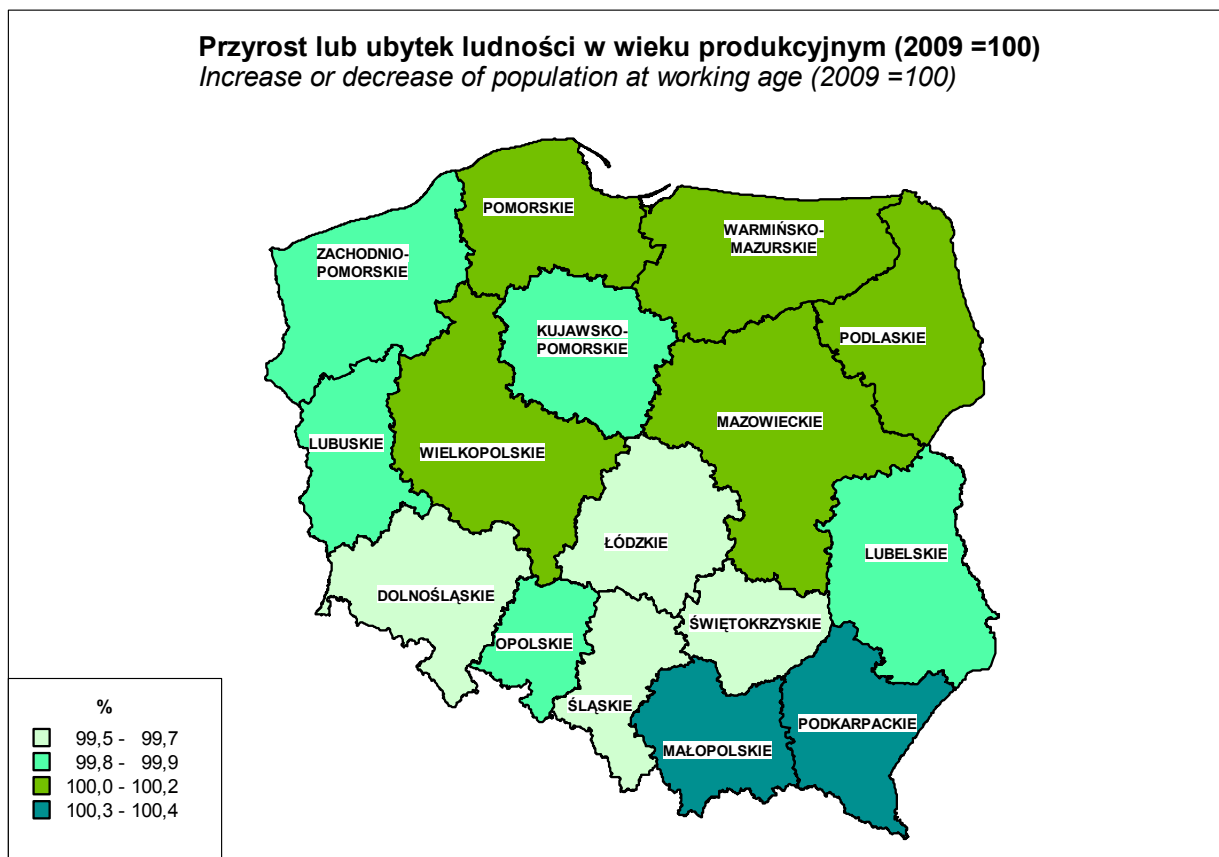 Przyrost lub ubytek ludności w wieku produkcyjnym (2009 =100)
Increase or decrease of population at working age (2009 =100)
POMORSKIE
WARMIŃSKO-
MAZURSKIE
ZACHODNIO-
POMORSKIE
KUJAWSKO-
POMORSKIE
PODLASKIE
MAZOWIECKIE
LUBUSKIE
WIELKOPOLSKIE
ŁÓDZKIE
LUBELSKIE
DOLNOŚLĄSKIE
ŚWIĘTOKRZYSKIE
OPOLSKIE
ŚLĄSKIE
PODKARPACKIE
MAŁOPOLSKIE
%
99,5 - 99,7
99,8 - 99,9
100,0 - 100,2
100,3 - 100,4